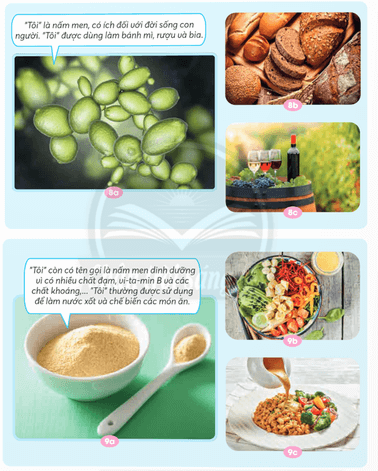 "Tôi" là nấm men, có ích đối với đời sống con
người. "Tôi" được dùng làm bánh mì, rượu và bia.
8a
8b
8c
"Tôi" còn có tên gọi là nấm men dinh dưỡng
vì có nhiều chất đạm, vi-ta-min B và các
chất khoáng,... "Tôi" thường được sử dụng
để làm nước xốt và chế biến các món ăn.
9a
9b
9c